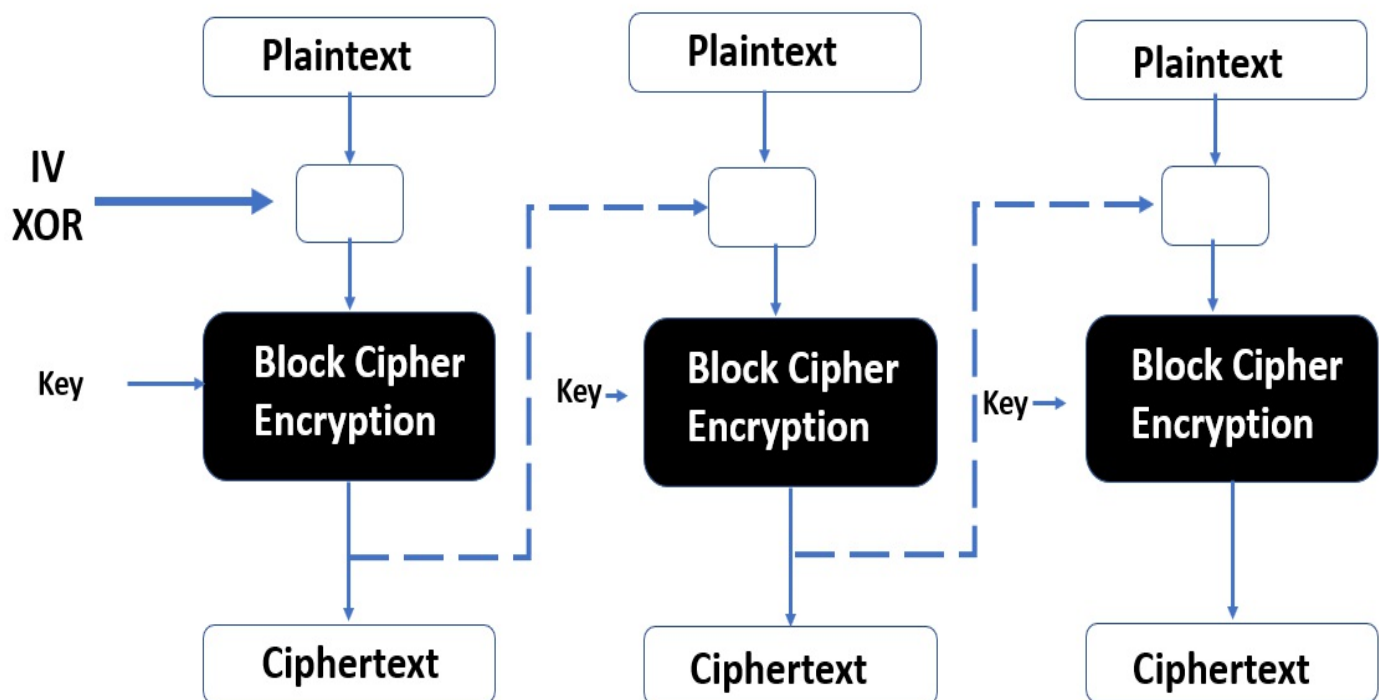 Plaintext
Plaintext
Plaintext
IV
XOR
Key
Block Cipher
Encryption
Key
Block Cipher
Encryption
Key
Block Cipher
Encryption
Ciphertext
Ciphertext
Ciphertext